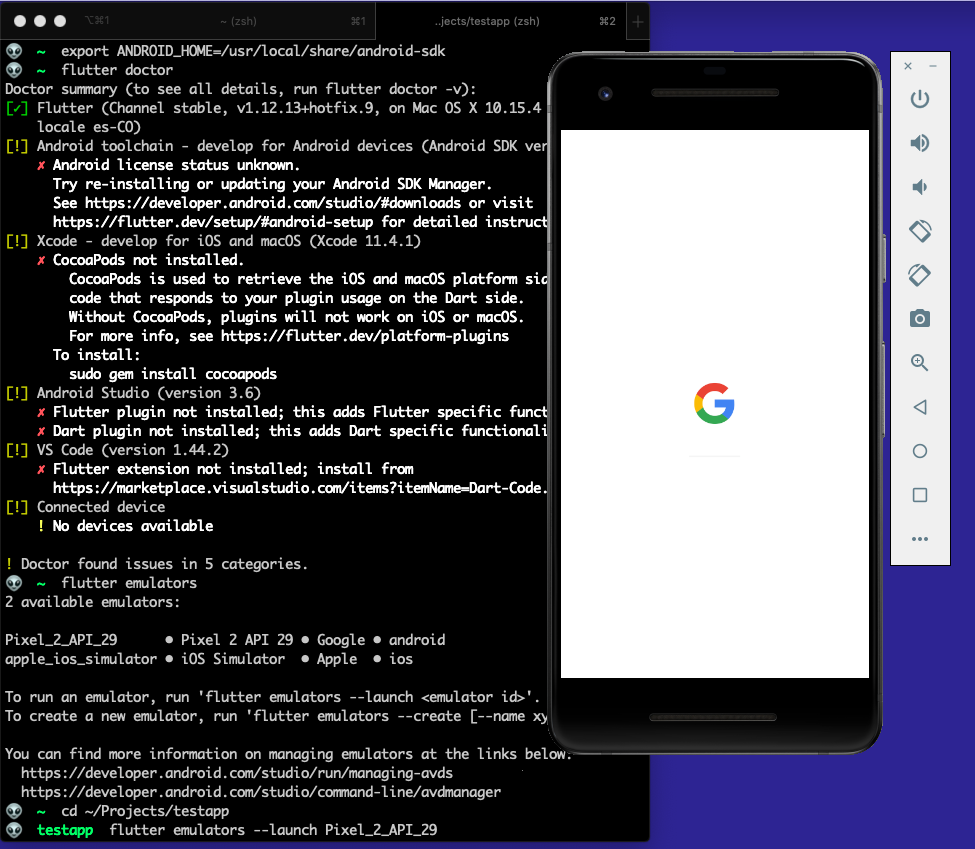 ⌥⌘1
~ (zsh)
⌘1
..jects/testapp (zsh)
⌘2
+
~ export ANDROID_HOME=/usr/local/share/android-sdk
~ flutter doctor
Doctor summary (to see all details, run flutter doctor -v):
[✓] Flutter (Channel stable, v1.12.13+hotfix.9, on Mac OS X 10.15.4
locale es-CO)
[!] Android toolchain - develop for Android devices (Android SDK ver
✗ Android license status unknown.
Try re-installing or updating your Android SDK Manager.
See https://developer.android.com/studio/#downloads or visit
https://flutter.dev/setup/#android-setup for detailed instruct
[!] Xcode - develop for iOS and macOS (Xcode 11.4.1)
✗ CocoaPods not installed.
CocoaPods is used to retrieve the iOS and macOS platform sid
code that responds to your plugin usage on the Dart side.
Without CocoaPods, plugins will not work on iOS or macOS.
For more info, see https://flutter.dev/platform-plugins
To install:
sudo gem install cocoapods
[!] Android Studio (version 3.6)
✗ Flutter plugin not installed; this adds Flutter specific funct
✗ Dart plugin not installed; this adds Dart specific functionali
[!] VS Code (version 1.44.2)
✗ Flutter extension not installed; install from
https://marketplace.visualstudio.com/items?itemName=Dart-Code.
[!] Connected device
! No devices available
! Doctor found issues in 5 categories.
~ flutter emulators
2 available emulators:
Pixel_2_API_29 • Pixel 2 API 29 • Google • android
apple_ios_simulator • iOS Simulator • Apple • ios
To run an emulator, run 'flutter emulators --launch <emulator id>'.
To create a new emulator, run 'flutter emulators --create [--name xy
You can find more information on managing emulators at the links below:
https://developer.android.com/studio/run/managing-avds
https://developer.android.com/studio/command-line/avdmanager
~ cd ~/Projects/testapp
testapp flutter emulators --launch Pixel_2_API_29
G